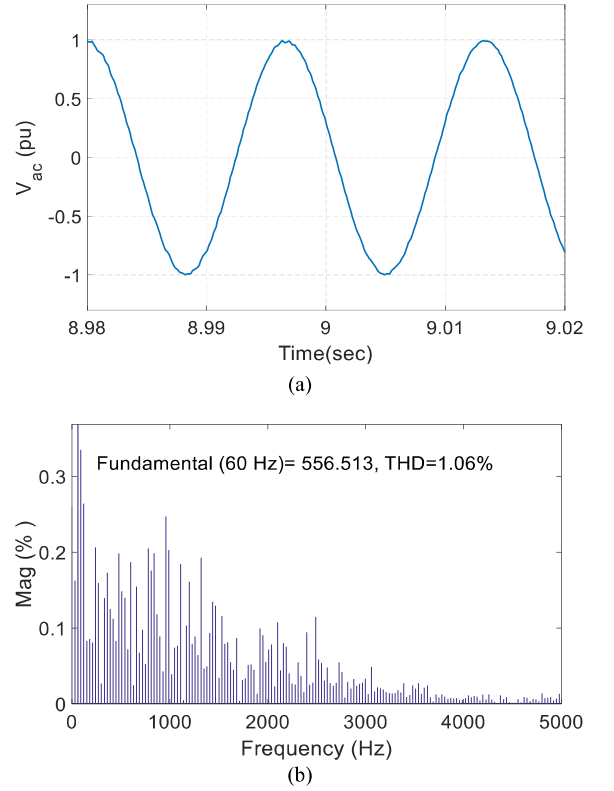 1
0.5
0
-0.5
-1
V_ac (pu)
8.98 8.99 9 9.01 9.02
Time(sec)
(a)
Fundamental (60 Hz)= 556.513, THD=1.06%
0.3
0.2
0.1
0
Mag (% )
0 1000 2000 3000 4000 5000
Frequency (Hz)
(b)